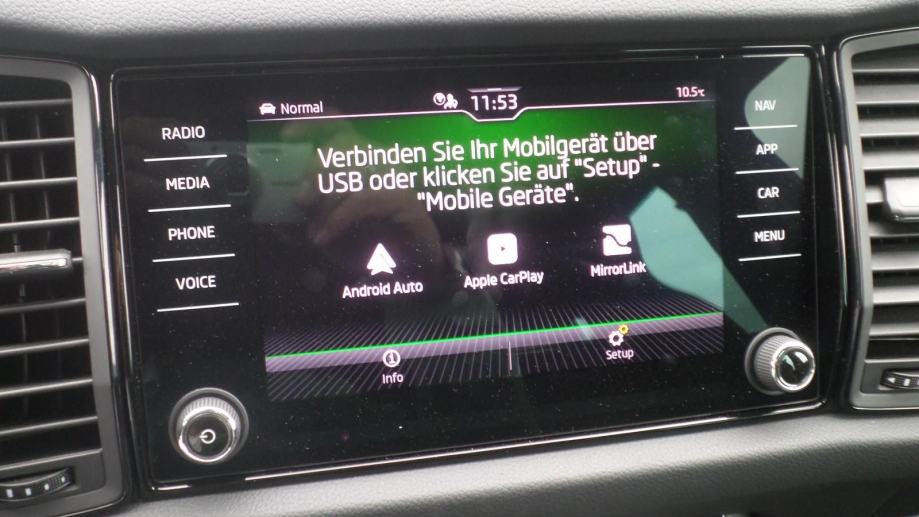 Normal
11:53
10.5°C
RADIO
MEDIA
PHONE
VOICE
Verbinden Sie Ihr Mobilgerät über
USB oder klicken Sie auf "Setup" -
"Mobile Geräte".
Android Auto
Apple CarPlay
MirrorLink
Info
Setup
NAV
APP
CAR
MENU